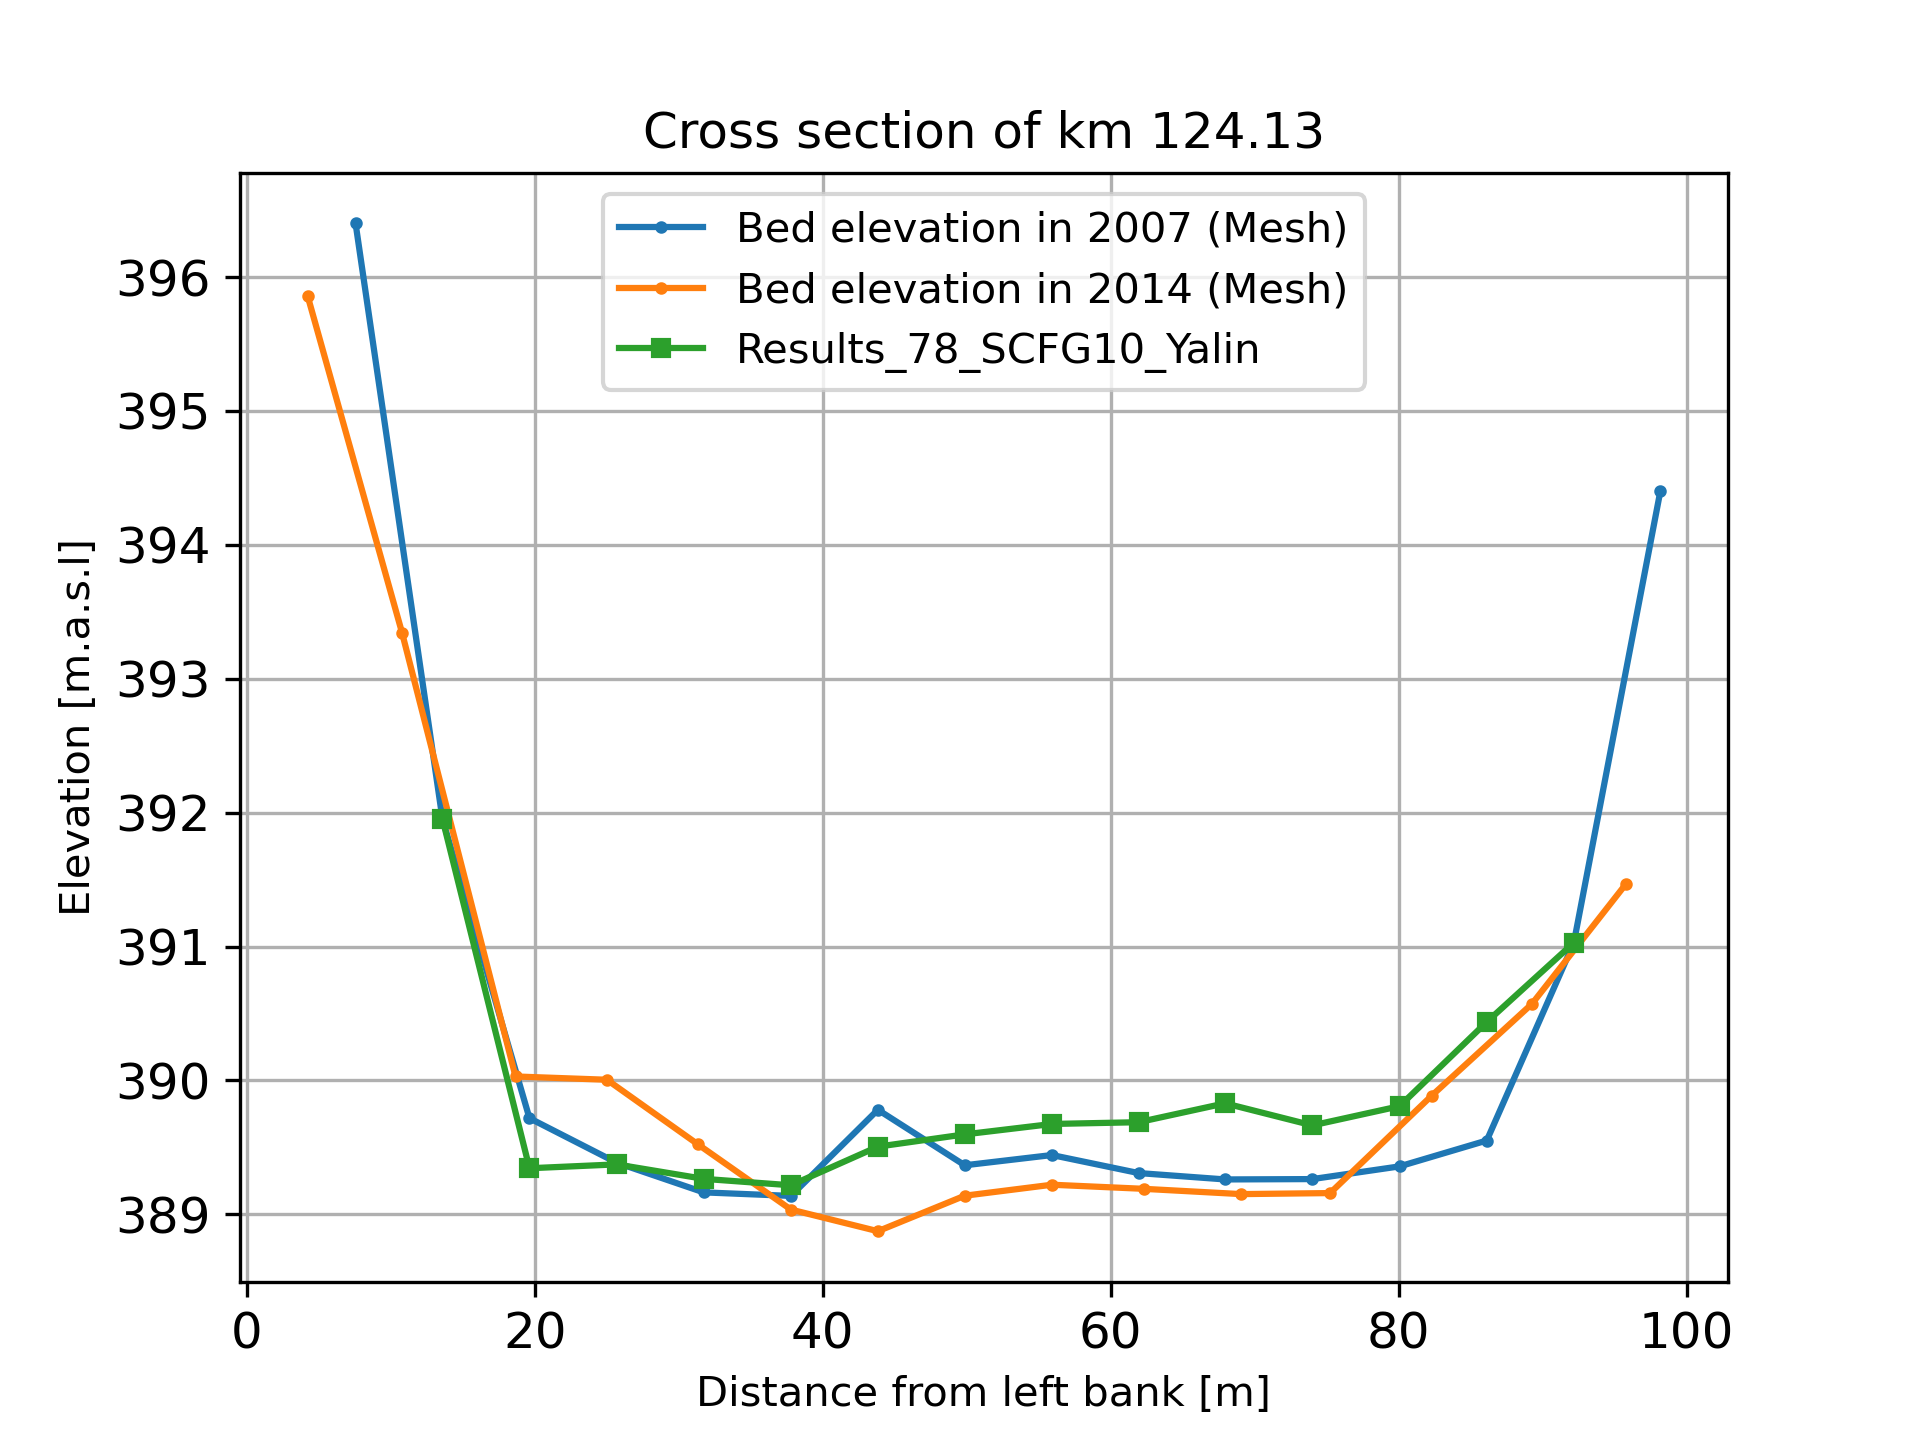 Cross section of km 124.13
Bed elevation in 2007 (Mesh)
Bed elevation in 2014 (Mesh)
Results_78_SCFG10_Yalin
Elevation [m.a.s.l]
396
395
394
393
392
391
390
389
0 20 40 60 80 100
Distance from left bank [m]